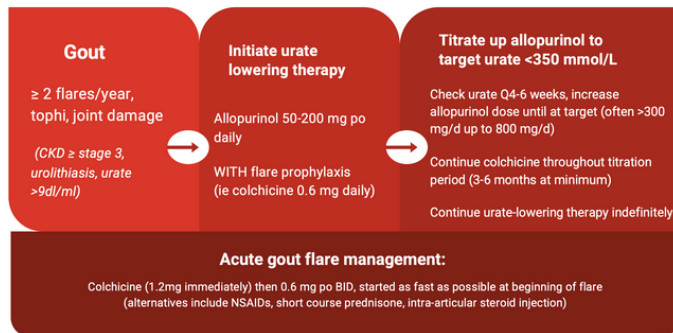 Gout
≥ 2 flares/year,
tophi, joint damage
(CKD ≥ stage 3,
urolithiasis, urate
>9dl/ml)
Initiate urate
lowering therapy
Allopurinol 50-200 mg po
daily
WITH flare prophylaxis
(ie colchicine 0.6 mg daily)
Titrate up allopurinol to
target urate <350 mmol/L
Check urate Q4-6 weeks, increase
allopurinol dose until at target (often >300
mg/d up to 800 mg/d)
Continue colchicine throughout titration
period (3-6 months at minimum)
Continue urate-lowering therapy indefinitely
Acute gout flare management:
Colchicine (1.2mg immediately) then 0.6 mg po BID, started as fast as possible at beginning of flare
(alternatives include NSAIDs, short course prednisone, intra-articular steroid injection)